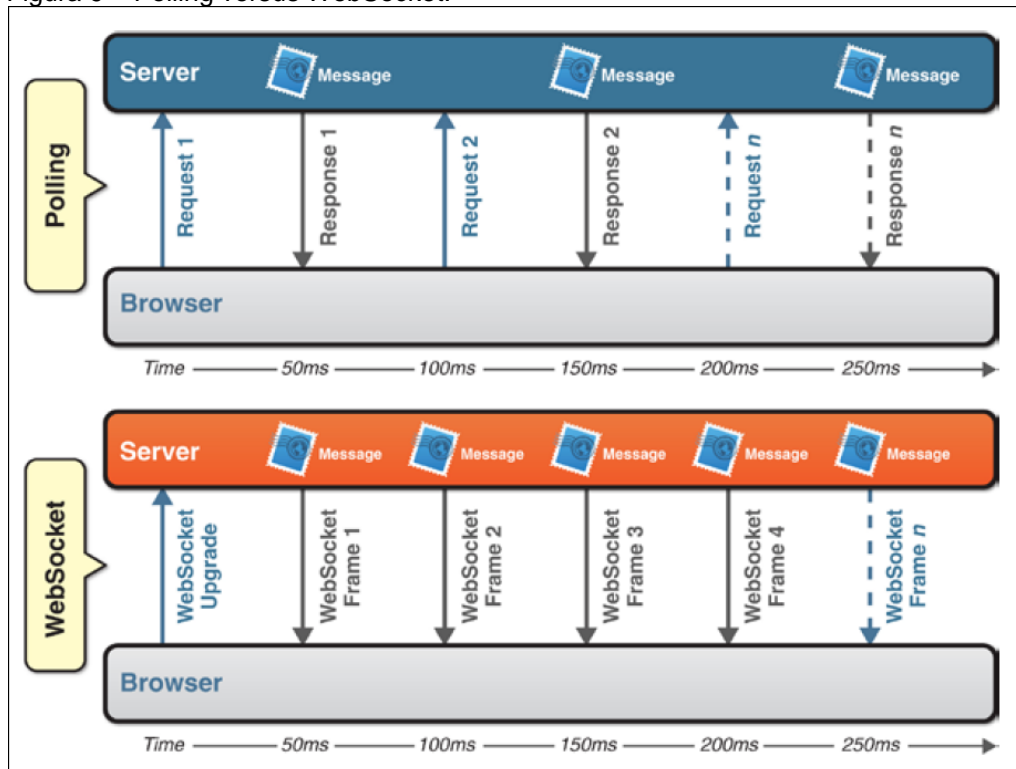 Server Message Message Message
Request 1
Response 1
Request 2
Response 2
Request n
Response n
Polling
Browser
Time 50ms 100ms 150ms 200ms 250ms
Server Message Message Message Message Message
WebSocket
Upgrade
WebSocket
Frame 1
WebSocket
Frame 2
WebSocket
Frame 3
WebSocket
Frame 4
WebSocket
Frame n
WebSocket
Browser
Time 50ms 100ms 150ms 200ms 250ms